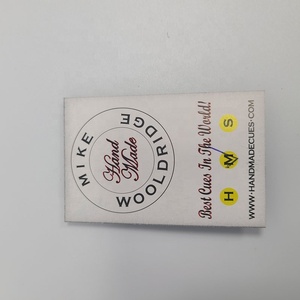 MIKE WOOLDRIDGE
Hand
Made
Best Cues In The World!
H M S
WWW.HANDMADECUES.COM